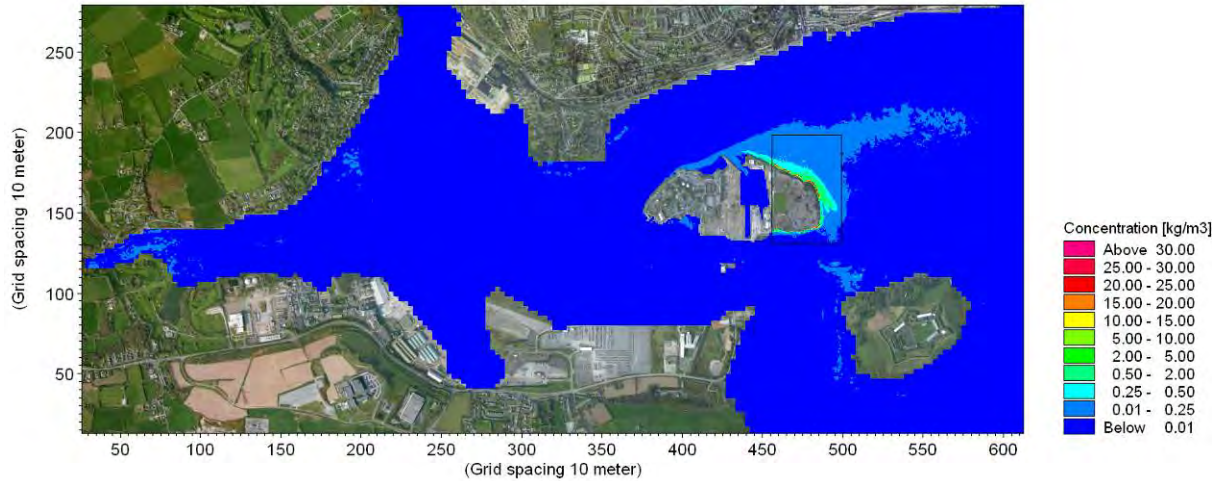 250
200
150
100
50
(Grid spacing 10 meter)
50 100 150 200 250 300 350 400 450 500 550 600
(Grid spacing 10 meter)
Concentration [kg/m3]
Above 30.00
25.00 - 30.00
20.00 - 25.00
15.00 - 20.00
10.00 - 15.00
5.00 - 10.00
2.00 - 5.00
0.50 - 2.00
0.25 - 0.50
0.01 - 0.25
Below 0.01